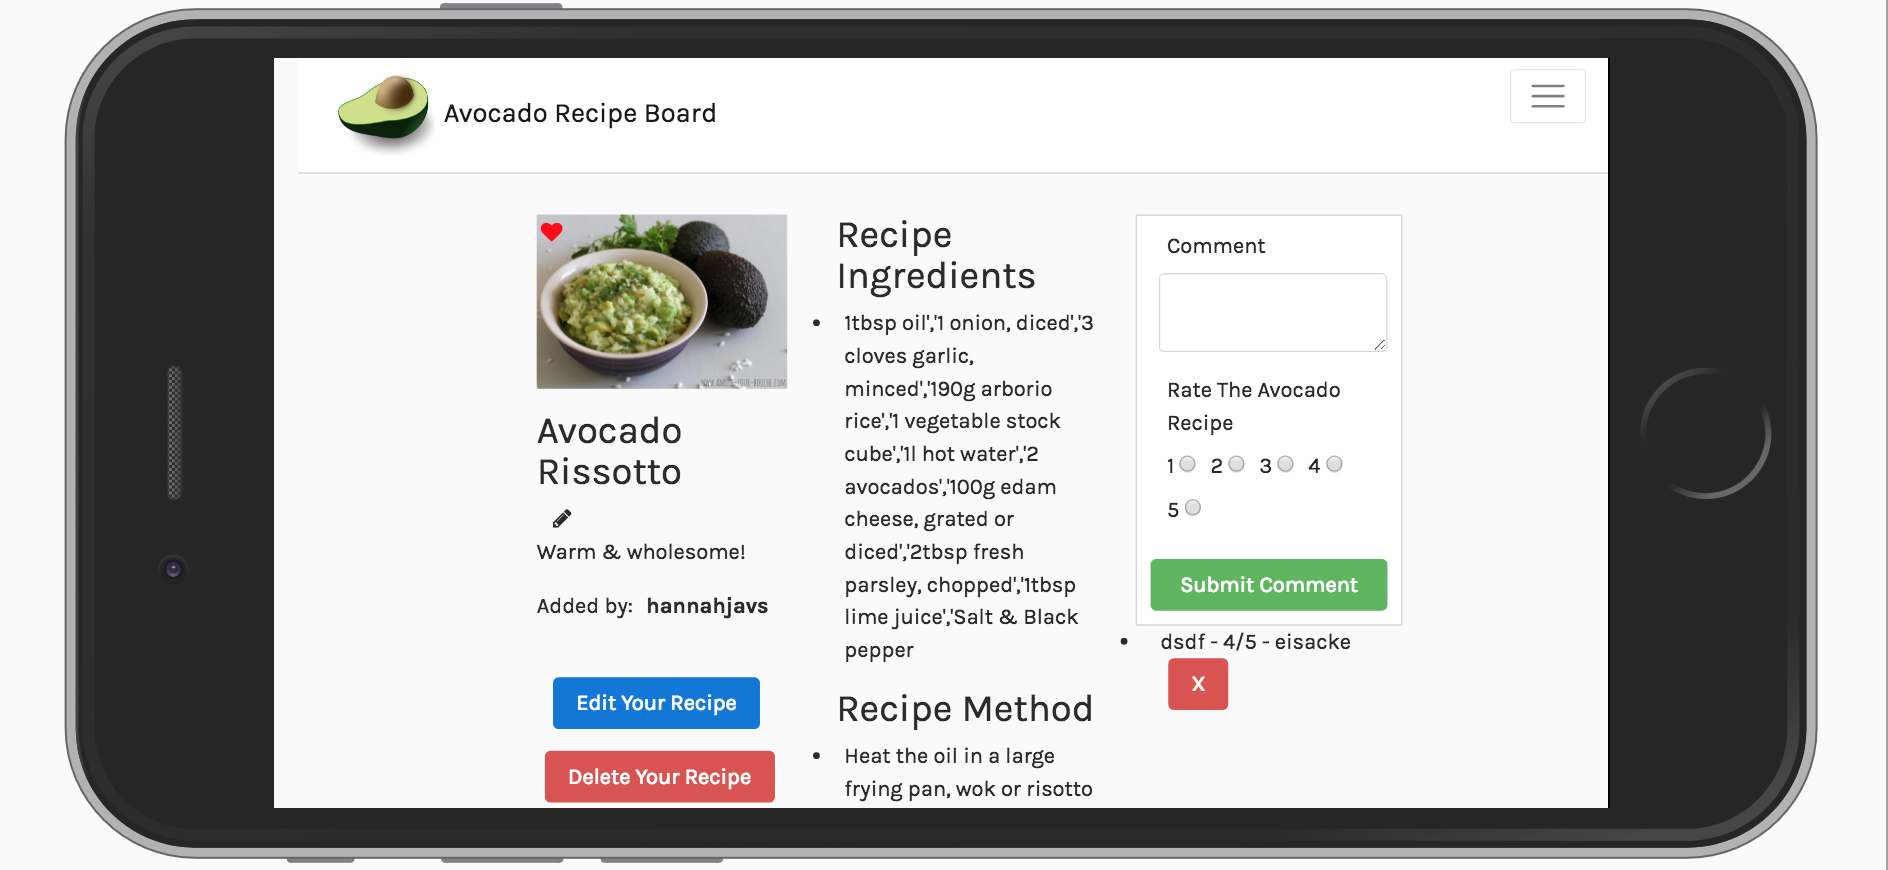 Avocado Recipe Board
Avocado
Rissotto
Warm & wholesome!
Added by: hannahjavs
Edit Your Recipe
Delete Your Recipe
Recipe
Ingredients
1tbsp oil','1 onion, diced','3
cloves garlic,
minced','190g arborio
rice','1 vegetable stock
cube','1l hot water','2
avocados','100g edam
cheese, grated or
diced','2tbsp fresh
parsley, chopped','1tbsp
lime juice','Salt & Black
pepper
Recipe Method
Heat the oil in a large
frying pan, wok or risotto
Comment
Rate The Avocado
Recipe
1 2 3 4
5
Submit Comment
dsdf - 4/5 - eisacke
X